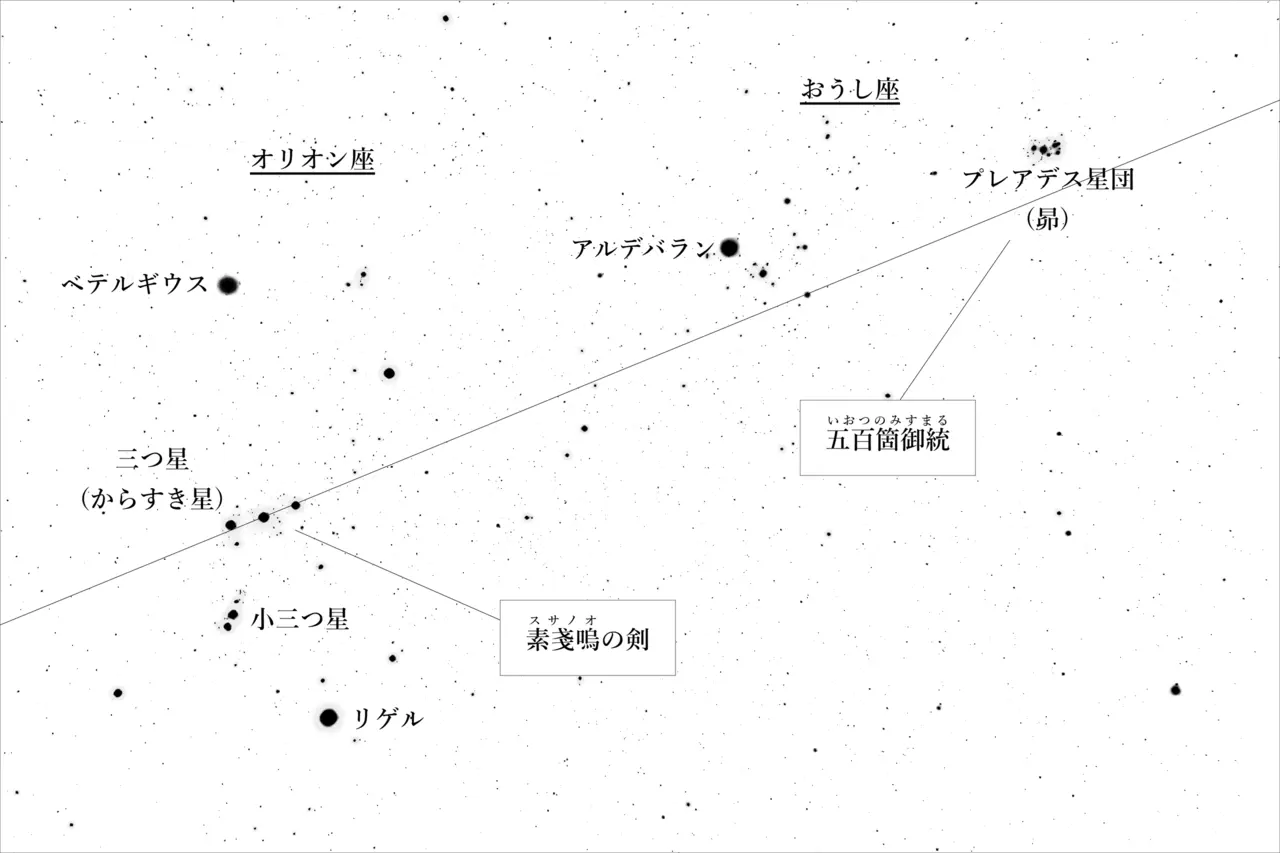 おうし座
オリオン座
プレアデス星団
（昴）
アルデバラン
ベテルギウス
いおつのみすまる
五百箇御統
三つ星
（からすき星）
小三つ星
スサノオ
素戔嗚の剣
リゲル